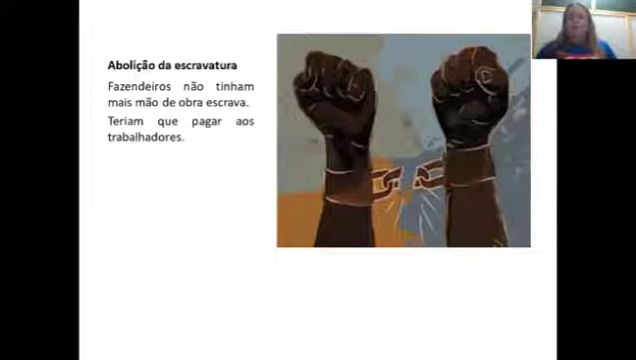 Abolição da escravatura
Fazendeiros não tinham
mais mão de obra escrava.
Teriam que pagar aos
trabalhadores.